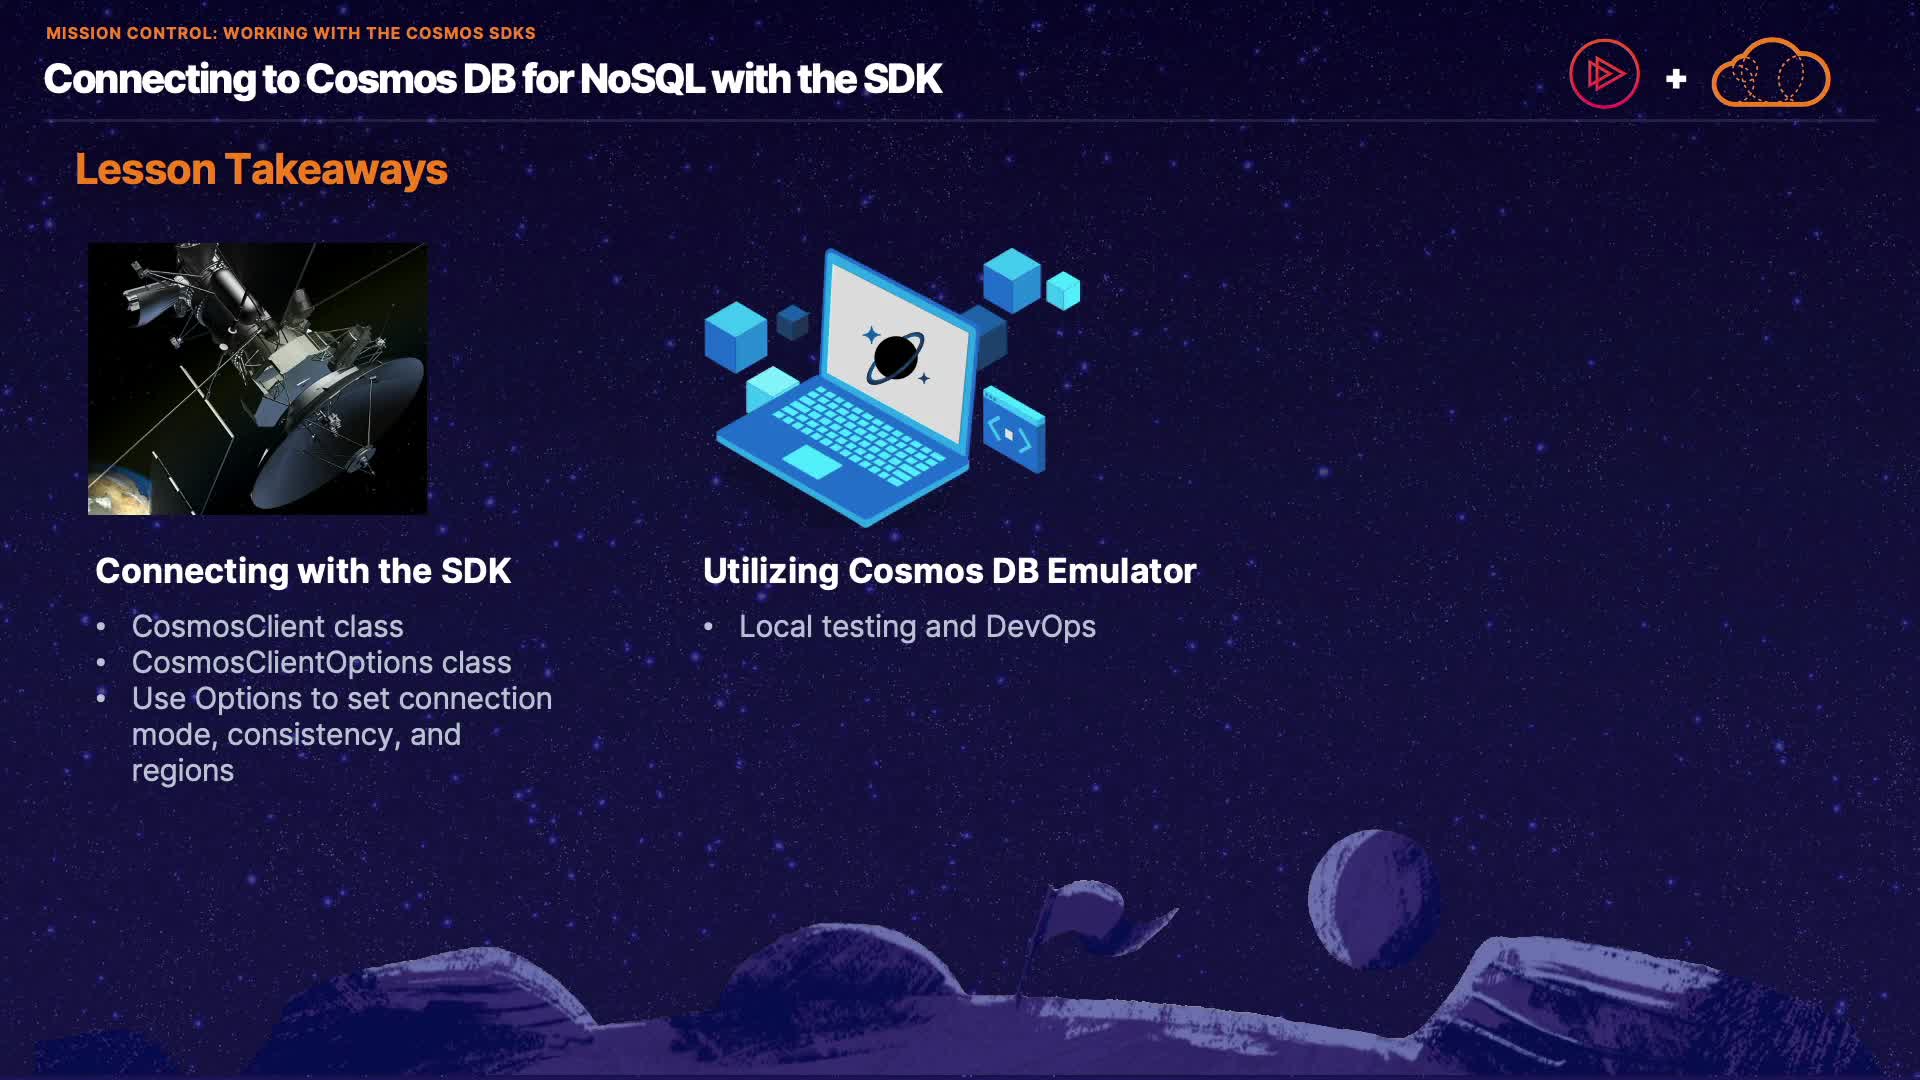 MISSION CONTROL: WORKING WITH THE COSMOS SDKS
Connecting to Cosmos DB for NoSQL with the SDK
+
Lesson Takeaways
Connecting with the SDK
• CosmosClient class
• CosmosClientOptions class
• Use Options to set connection
mode, consistency, and
regions
Utilizing Cosmos DB Emulator
• Local testing and DevOps